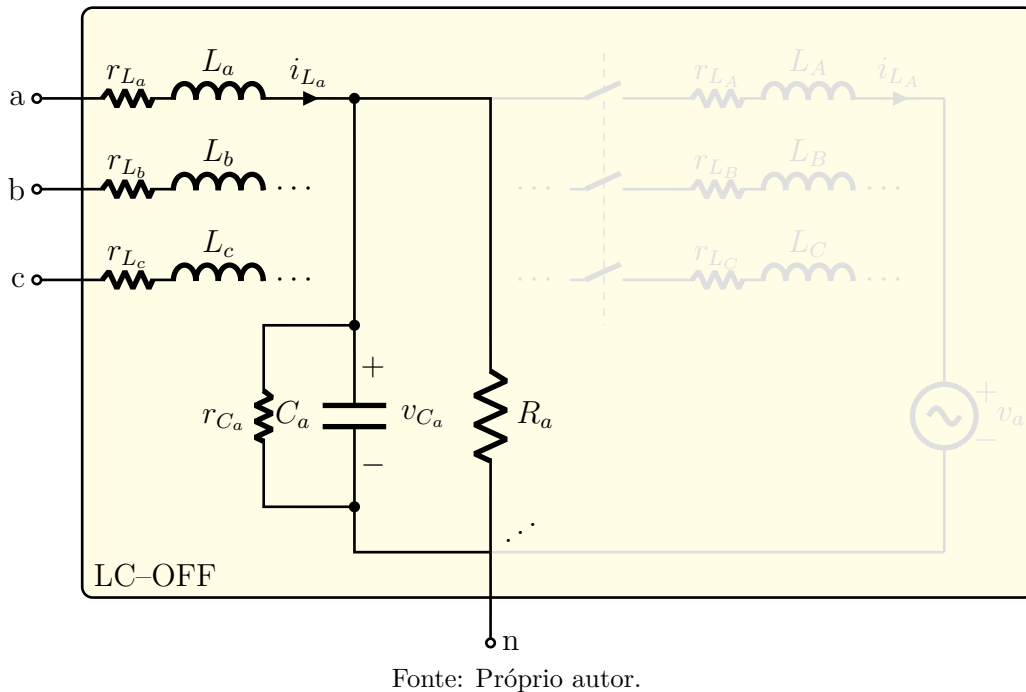 r_{L_a} L_a i_{L_a} r_{L_A} L_A i_{L_A}
a
r_{L_b} L_b r_{L_B} L_B
b ... ... ...
r_{L_c} L_c r_{L_C} L_C
c ... ... ...
+
+
r_{C_a} C_a v_{C_a} R_a v_a
−
−
...
LC–OFF
n
Fonte: Próprio autor.